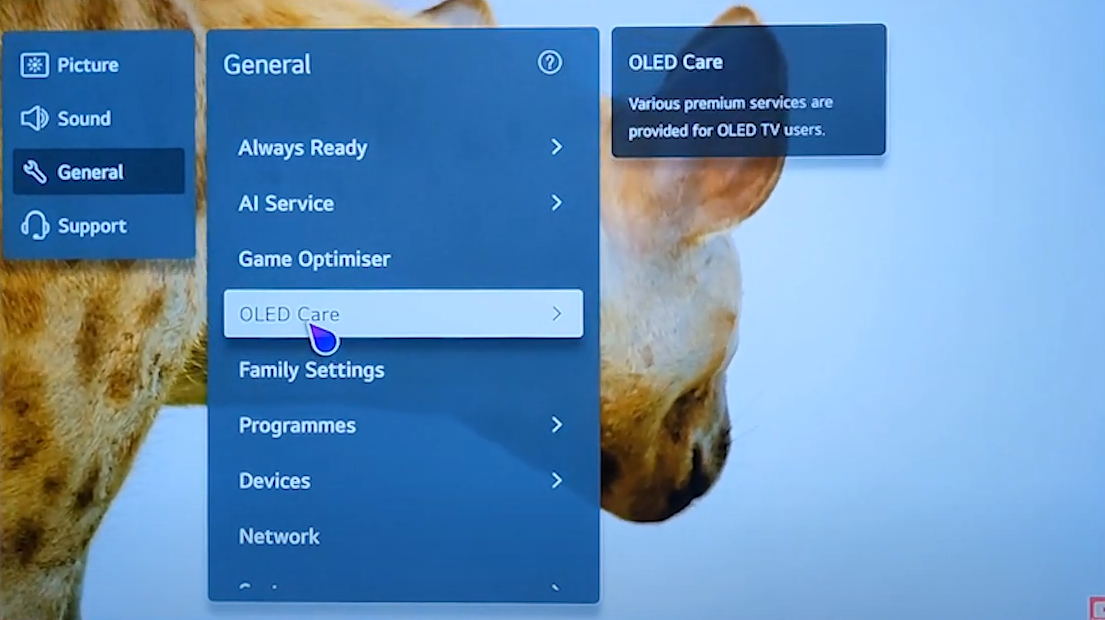 Picture
Sound
General
Support
General
Always Ready
AI Service
Game Optimiser
OLED Care
Family Settings
Programmes
Devices
Network
OLED Care
Various premium services are
provided for OLED TV users.